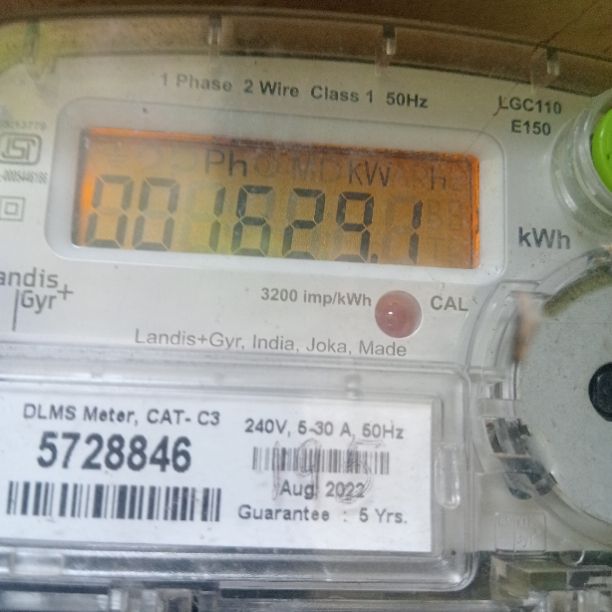 1 Phase 2 Wire Class 1 50Hz
LGC110
E150
Ph kW h
001629.1
kWh
andis
Gyr+
3200 imp/kWh
CAL
Landis+Gyr, India, Joka, Made
DLMS Meter, CAT- C3
5728846
240V, 5-30 A, 50Hz
Aug 2022
Guarantee : 5 Yrs.